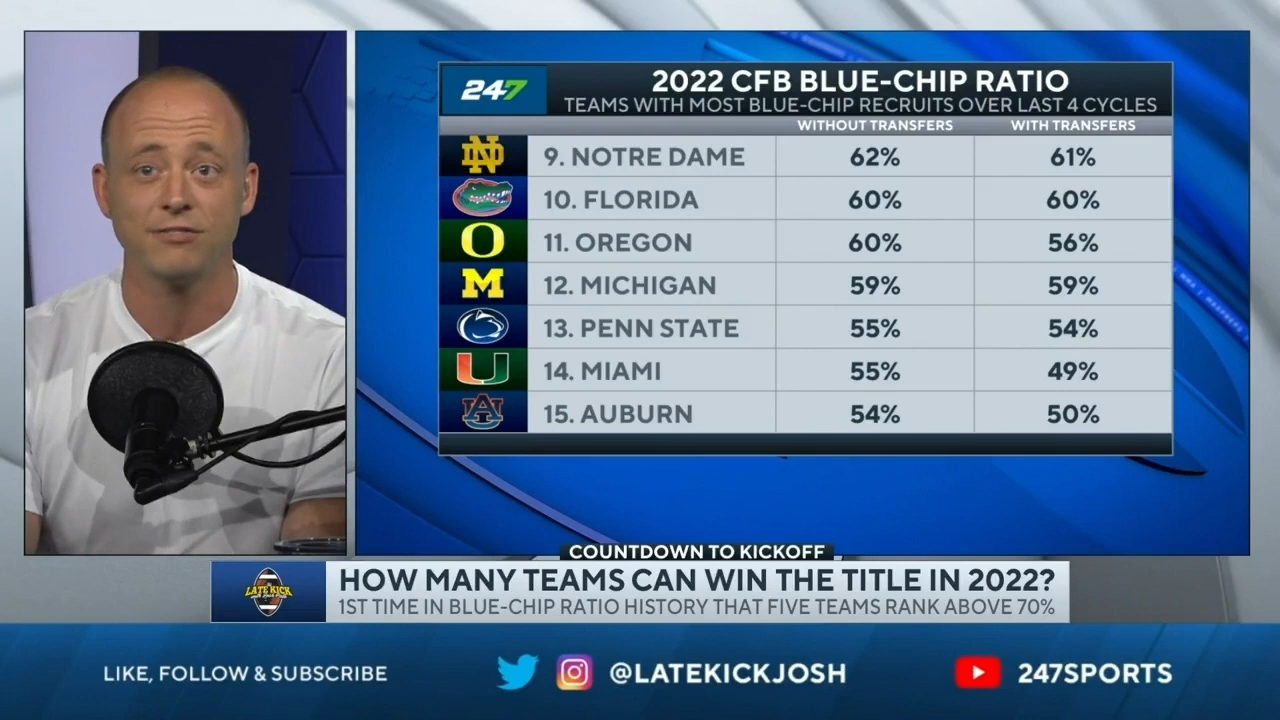 247
2022 CFB BLUE-CHIP RATIO
TEAMS WITH MOST BLUE-CHIP RECRUITS OVER LAST 4 CYCLES
WITHOUT TRANSFERS WITH TRANSFERS
9. NOTRE DAME 62% 61%
10. FLORIDA 60% 60%
11. OREGON 60% 56%
12. MICHIGAN 59% 59%
13. PENN STATE 55% 54%
14. MIAMI 55% 49%
15. AUBURN 54% 50%
COUNTDOWN TO KICKOFF
LATE KICK
HOW MANY TEAMS CAN WIN THE TITLE IN 2022?
1ST TIME IN BLUE-CHIP RATIO HISTORY THAT FIVE TEAMS RANK ABOVE 70%
LIKE, FOLLOW & SUBSCRIBE
@LATEKICKJOSH
247SPORTS